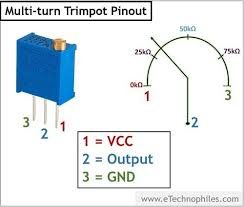 Multi-turn Trimpot Pinout
50kΩ
25kΩ
75kΩ
0kΩ
100kΩ
3
2
1
1
2
3
1 = VCC
2 = Output
3 = GND
www.eTechnophiles.com